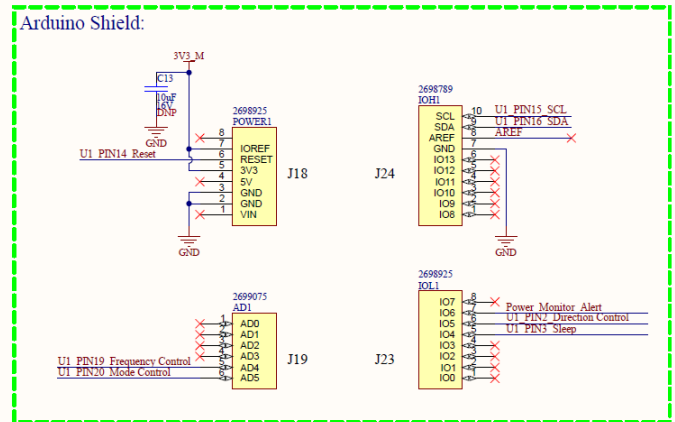 Arduino Shield:
3V3_M
C13
10uF
16V
DNP
GND
2698925
POWER1
8
7 IOREF
6 RESET
5 3V3
4 5V
3 GND
2 GND
1 VIN
U1_PIN14_Reset
J18
GND
2698789
IOH1
SCL 10 U1_PIN15_SCL
SDA 9 U1_PIN16_SDA
AREF 8 AREF
GND 7
IO13 6
IO12 5
IO11 4
IO10 3
IO9 2
IO8 1
J24
GND
2699075
AD1
1 AD0
2 AD1
3 AD2
4 AD3
U1_PIN19_Frequency Control 5 AD4
U1_PIN20_Mode Control 6 AD5
J19
2698925
IOL1
IO7 8
IO6 7 Power_Monitor_Alert
IO5 6 U1_PIN2_Direction Control
IO4 5 U1_PIN3_Sleep
IO3 4
IO2 3
IO1 2
IO0 1
J23